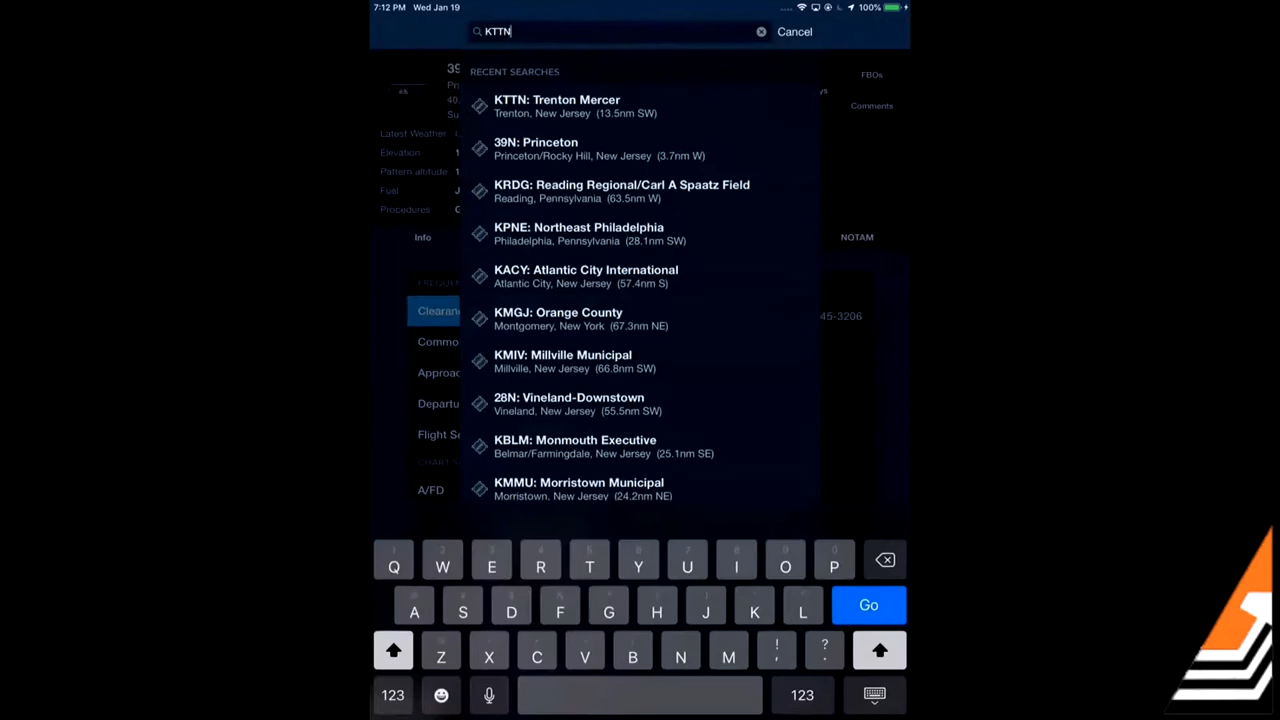 7:12 PM Wed Jan 19
100%
KTTN
Cancel
RECENT SEARCHES
FBOs
Comments
KTTN: Trenton Mercer
Trenton, New Jersey (13.5nm SW)
39N: Princeton
Princeton/Rocky Hill, New Jersey (3.7nm W)
KRDG: Reading Regional/Carl A Spaatz Field
Reading, Pennsylvania (63.5nm W)
KPNE: Northeast Philadelphia
Philadelphia, Pennsylvania (28.1nm SW)
KACY: Atlantic City International
Atlantic City, New Jersey (57.4nm S)
KMGJ: Orange County
Montgomery, New York (67.3nm NE)
KMIV: Millville Municipal
Millville, New Jersey (66.8nm SW)
28N: Vineland-Downstown
Vineland, New Jersey (55.5nm SW)
KBLM: Monmouth Executive
Belmar/Farmingdale, New Jersey (25.1nm SE)
KMMU: Morristown Municipal
Morristown, New Jersey (24.2nm NE)
Latest Weather
Elevation
Pattern altitude
Fuel
Procedures
Info
NOTAM
Clearan
45-3206
Commo
Approac
Departu
Flight Se
A/FD
Q W E R T Y U I O P
A S D F G H J K L Go
Z X C V B N M ! , ? .
123 123